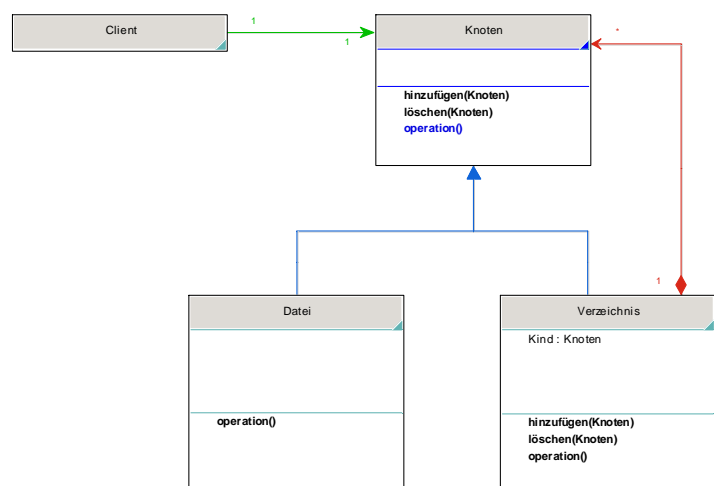 Client
1
1
Knoten
*
hinzufügen(Knoten)
löschen(Knoten)
operation()
1
Datei
operation()
Verzeichnis
Kind : Knoten
hinzufügen(Knoten)
löschen(Knoten)
operation()